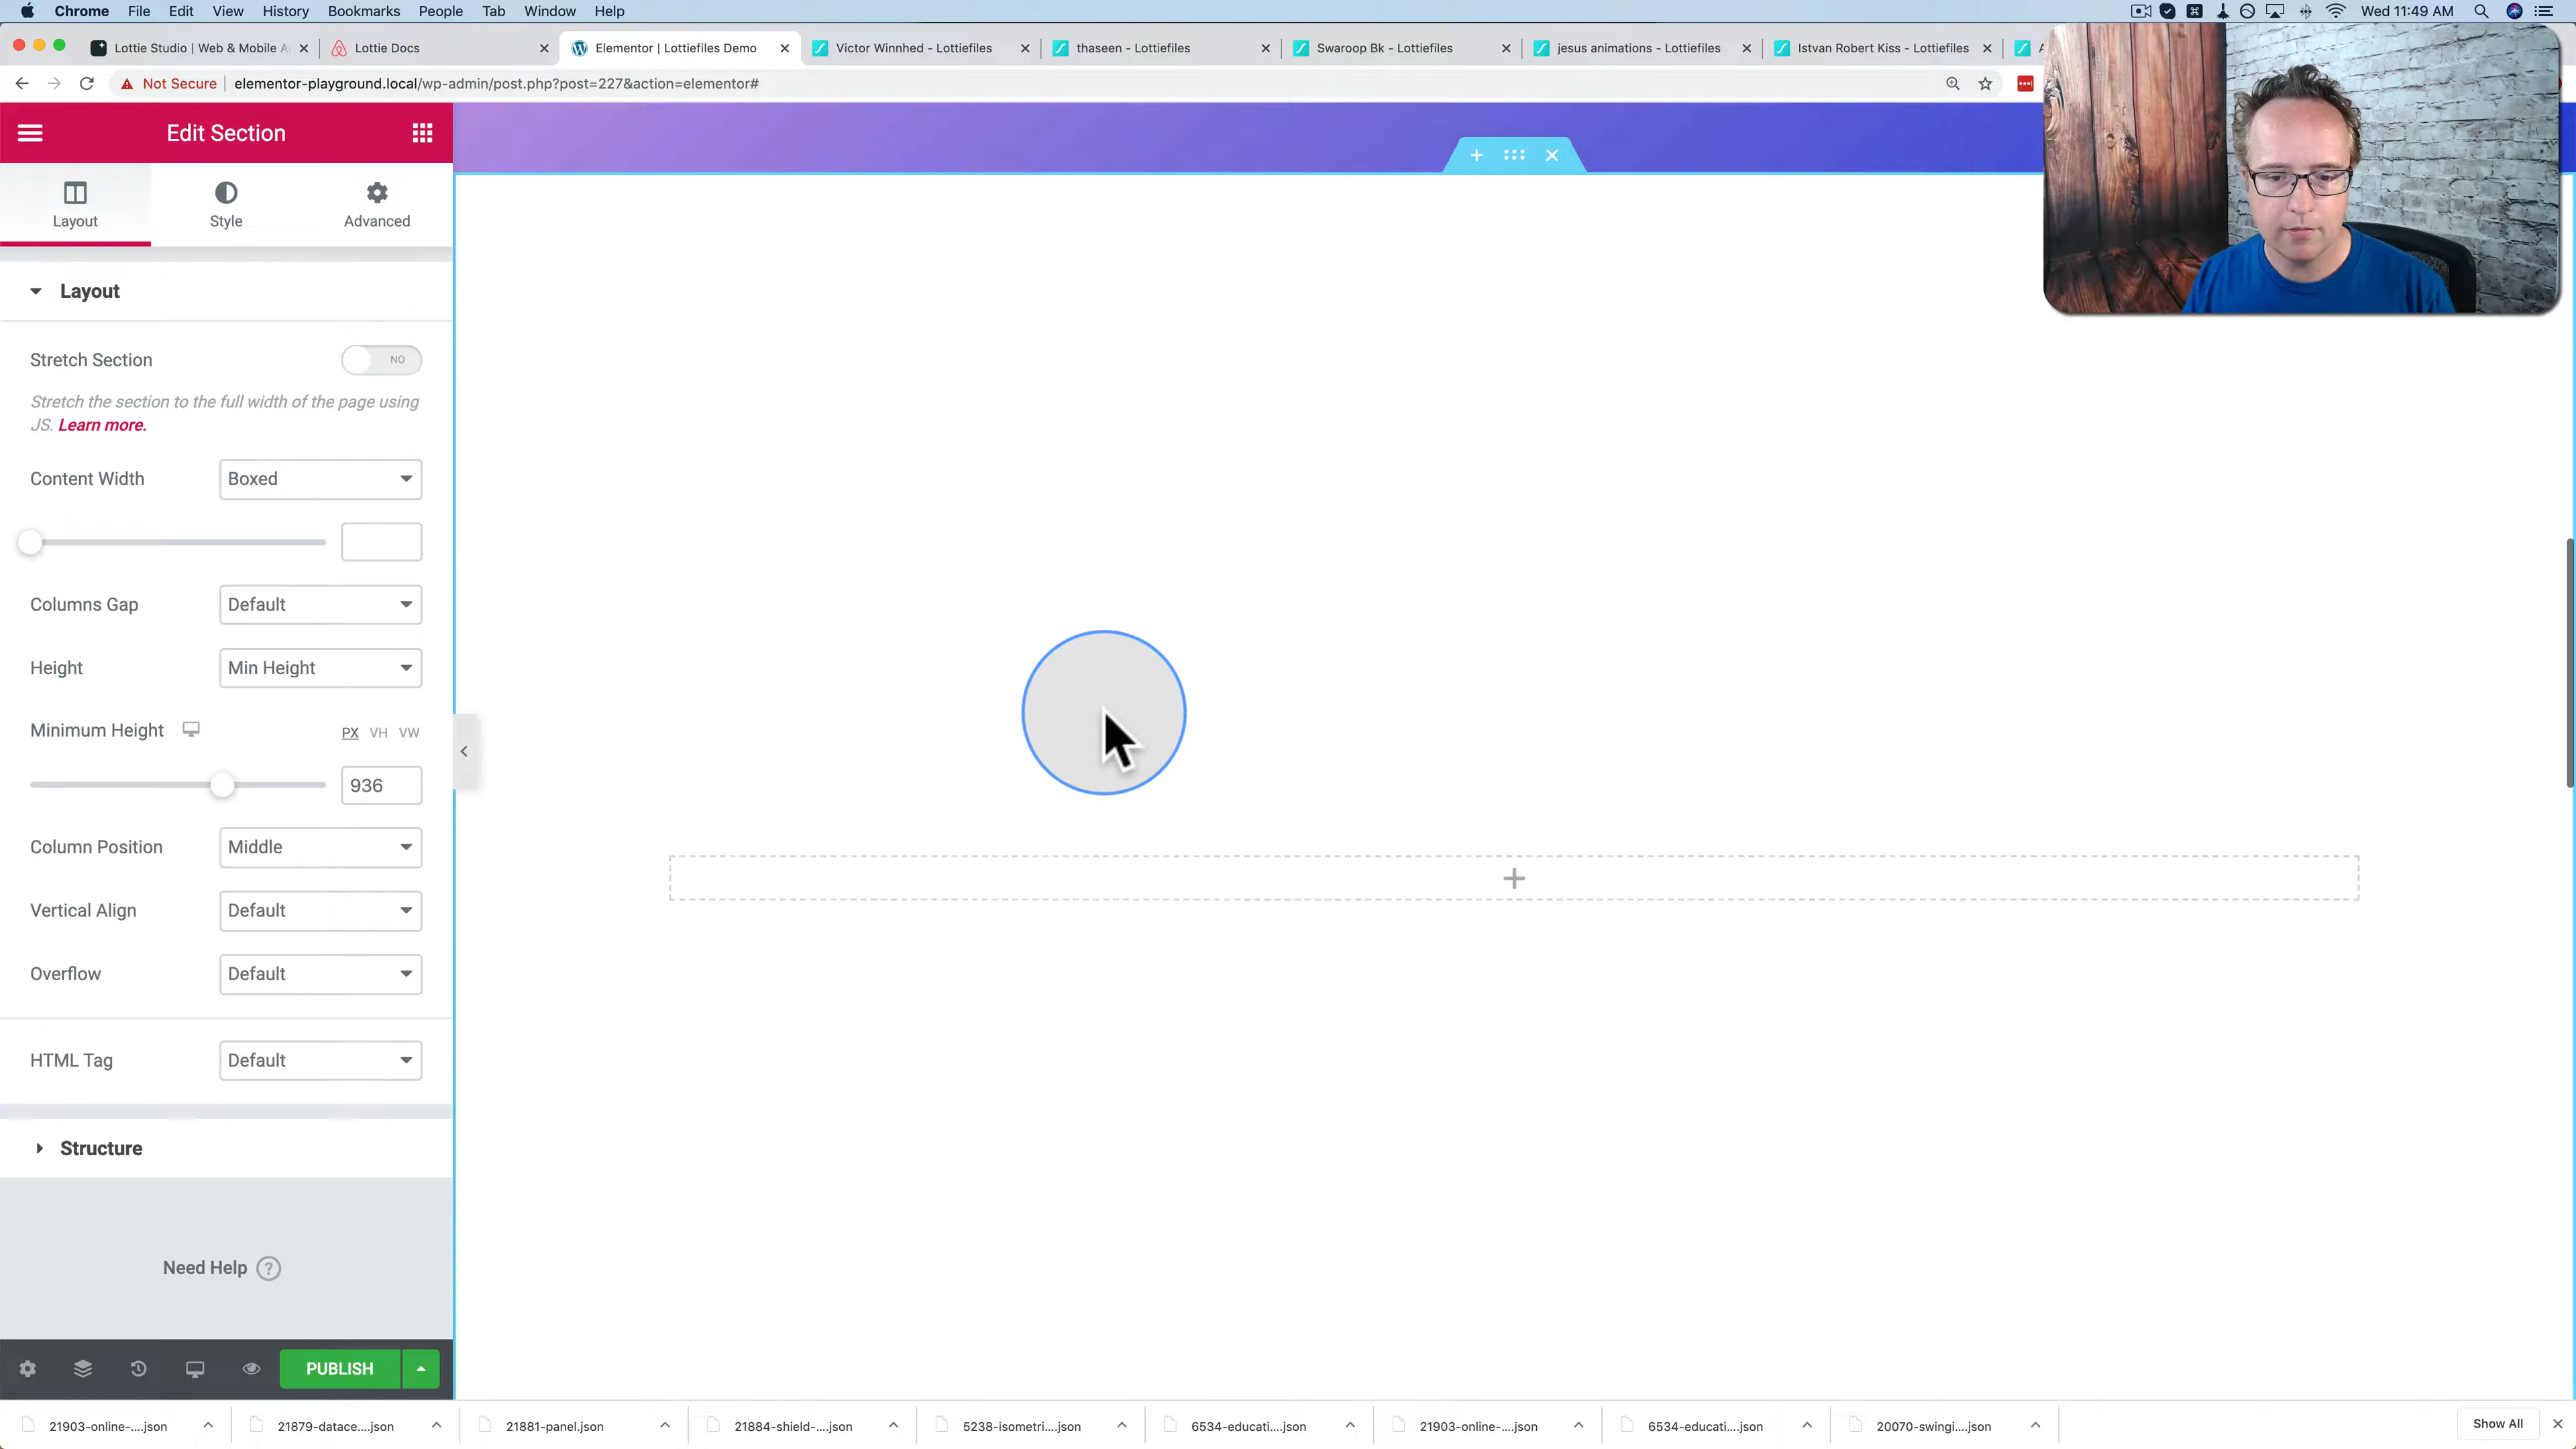 Chrome File Edit View History Bookmarks People Tab Window Help Wed 11:49 AM
Lottie Studio | Web & Mobile A
Lottie Docs
Elementor | Lottiefiles Demo
Victor Winnhed - Lottiefiles
thaseen - Lottiefiles
Swaroop Bk - Lottiefiles
jesus animations - Lottiefiles
Istvan Robert Kiss - Lottiefiles
Not Secure elementor-playground.local/wp-admin/post.php?post=227&action=elementor#
Edit Section
Layout Style Advanced
Layout
Stretch Section NO
Stretch the section to the full width of the page using
JS. Learn more.
Content Width Boxed
Columns Gap Default
Height Min Height
Minimum Height PX VH VW
936
Column Position Middle
Vertical Align Default
Overflow Default
HTML Tag Default
Structure
Need Help ?
PUBLISH
21903-online-....json
21879-datace....json
21881-panel.json
21884-shield-....json
5238-isometri....json
6534-educati....json
21903-online-....json
6534-educati....json
20070-swingi....json
Show All